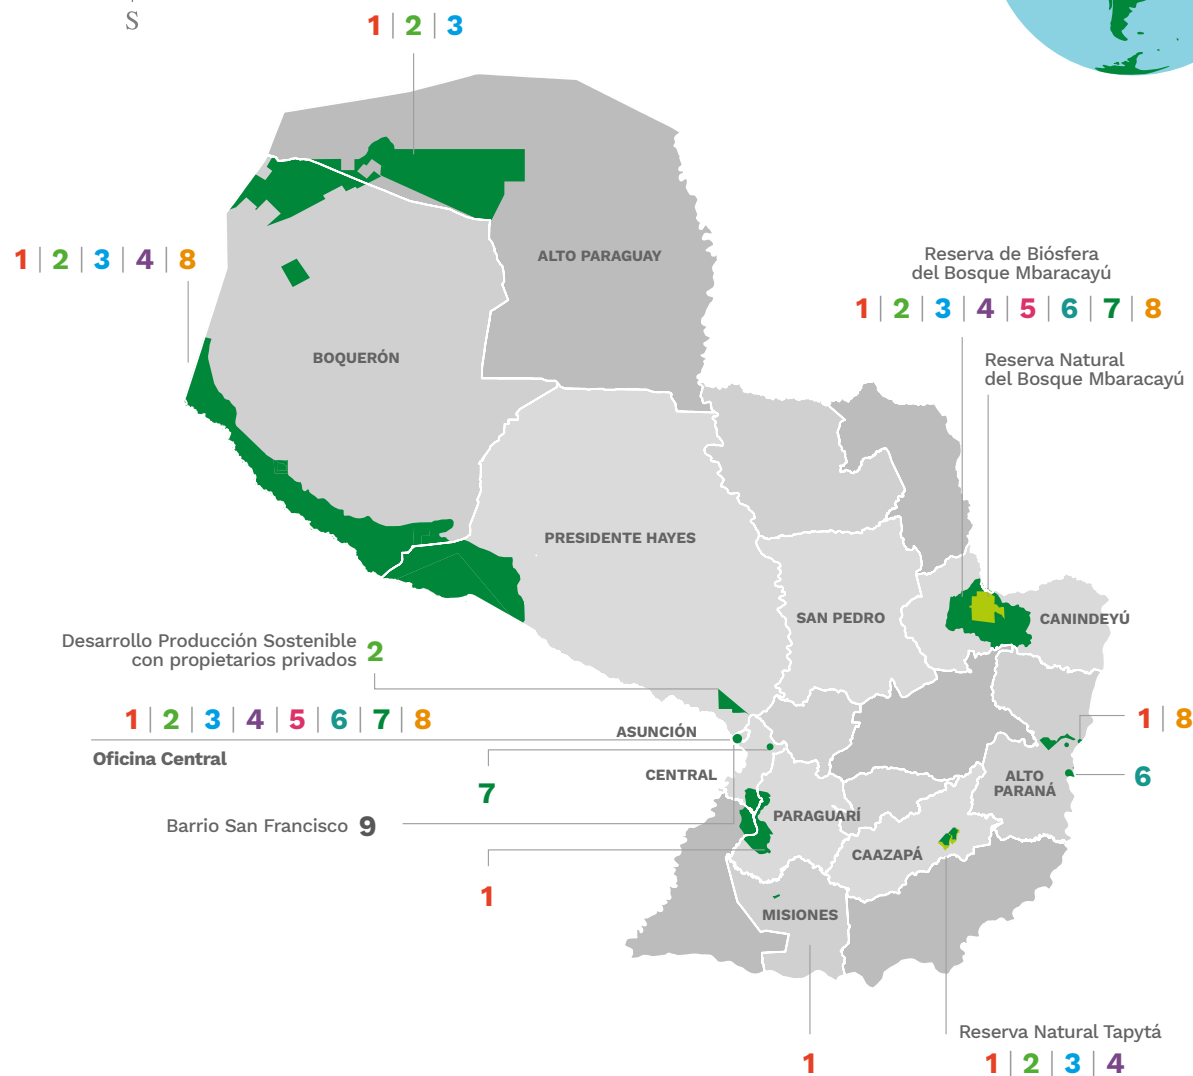 S
1 | 2 | 3
ALTO PARAGUAY
Reserva de Biósfera
del Bosque Mbaracayú
1 | 2 | 3 | 4 | 8
1 | 2 | 3 | 4 | 5 | 6 | 7 | 8
BOQUERÓN
Reserva Natural
del Bosque Mbaracayú
PRESIDENTE HAYES
SAN PEDRO
CANINDEYÚ
Desarrollo Producción Sostenible
con propietarios privados 2
1 | 2 | 3 | 4 | 5 | 6 | 7 | 8
Oficina Central
ASUNCIÓN
1 | 8
CENTRAL
7
ALTO
PARANÁ
6
Barrio San Francisco 9
PARAGUARÍ
CAAZAPÁ
1
MISIONES
Reserva Natural Tapytá
1
1 | 2 | 3 | 4